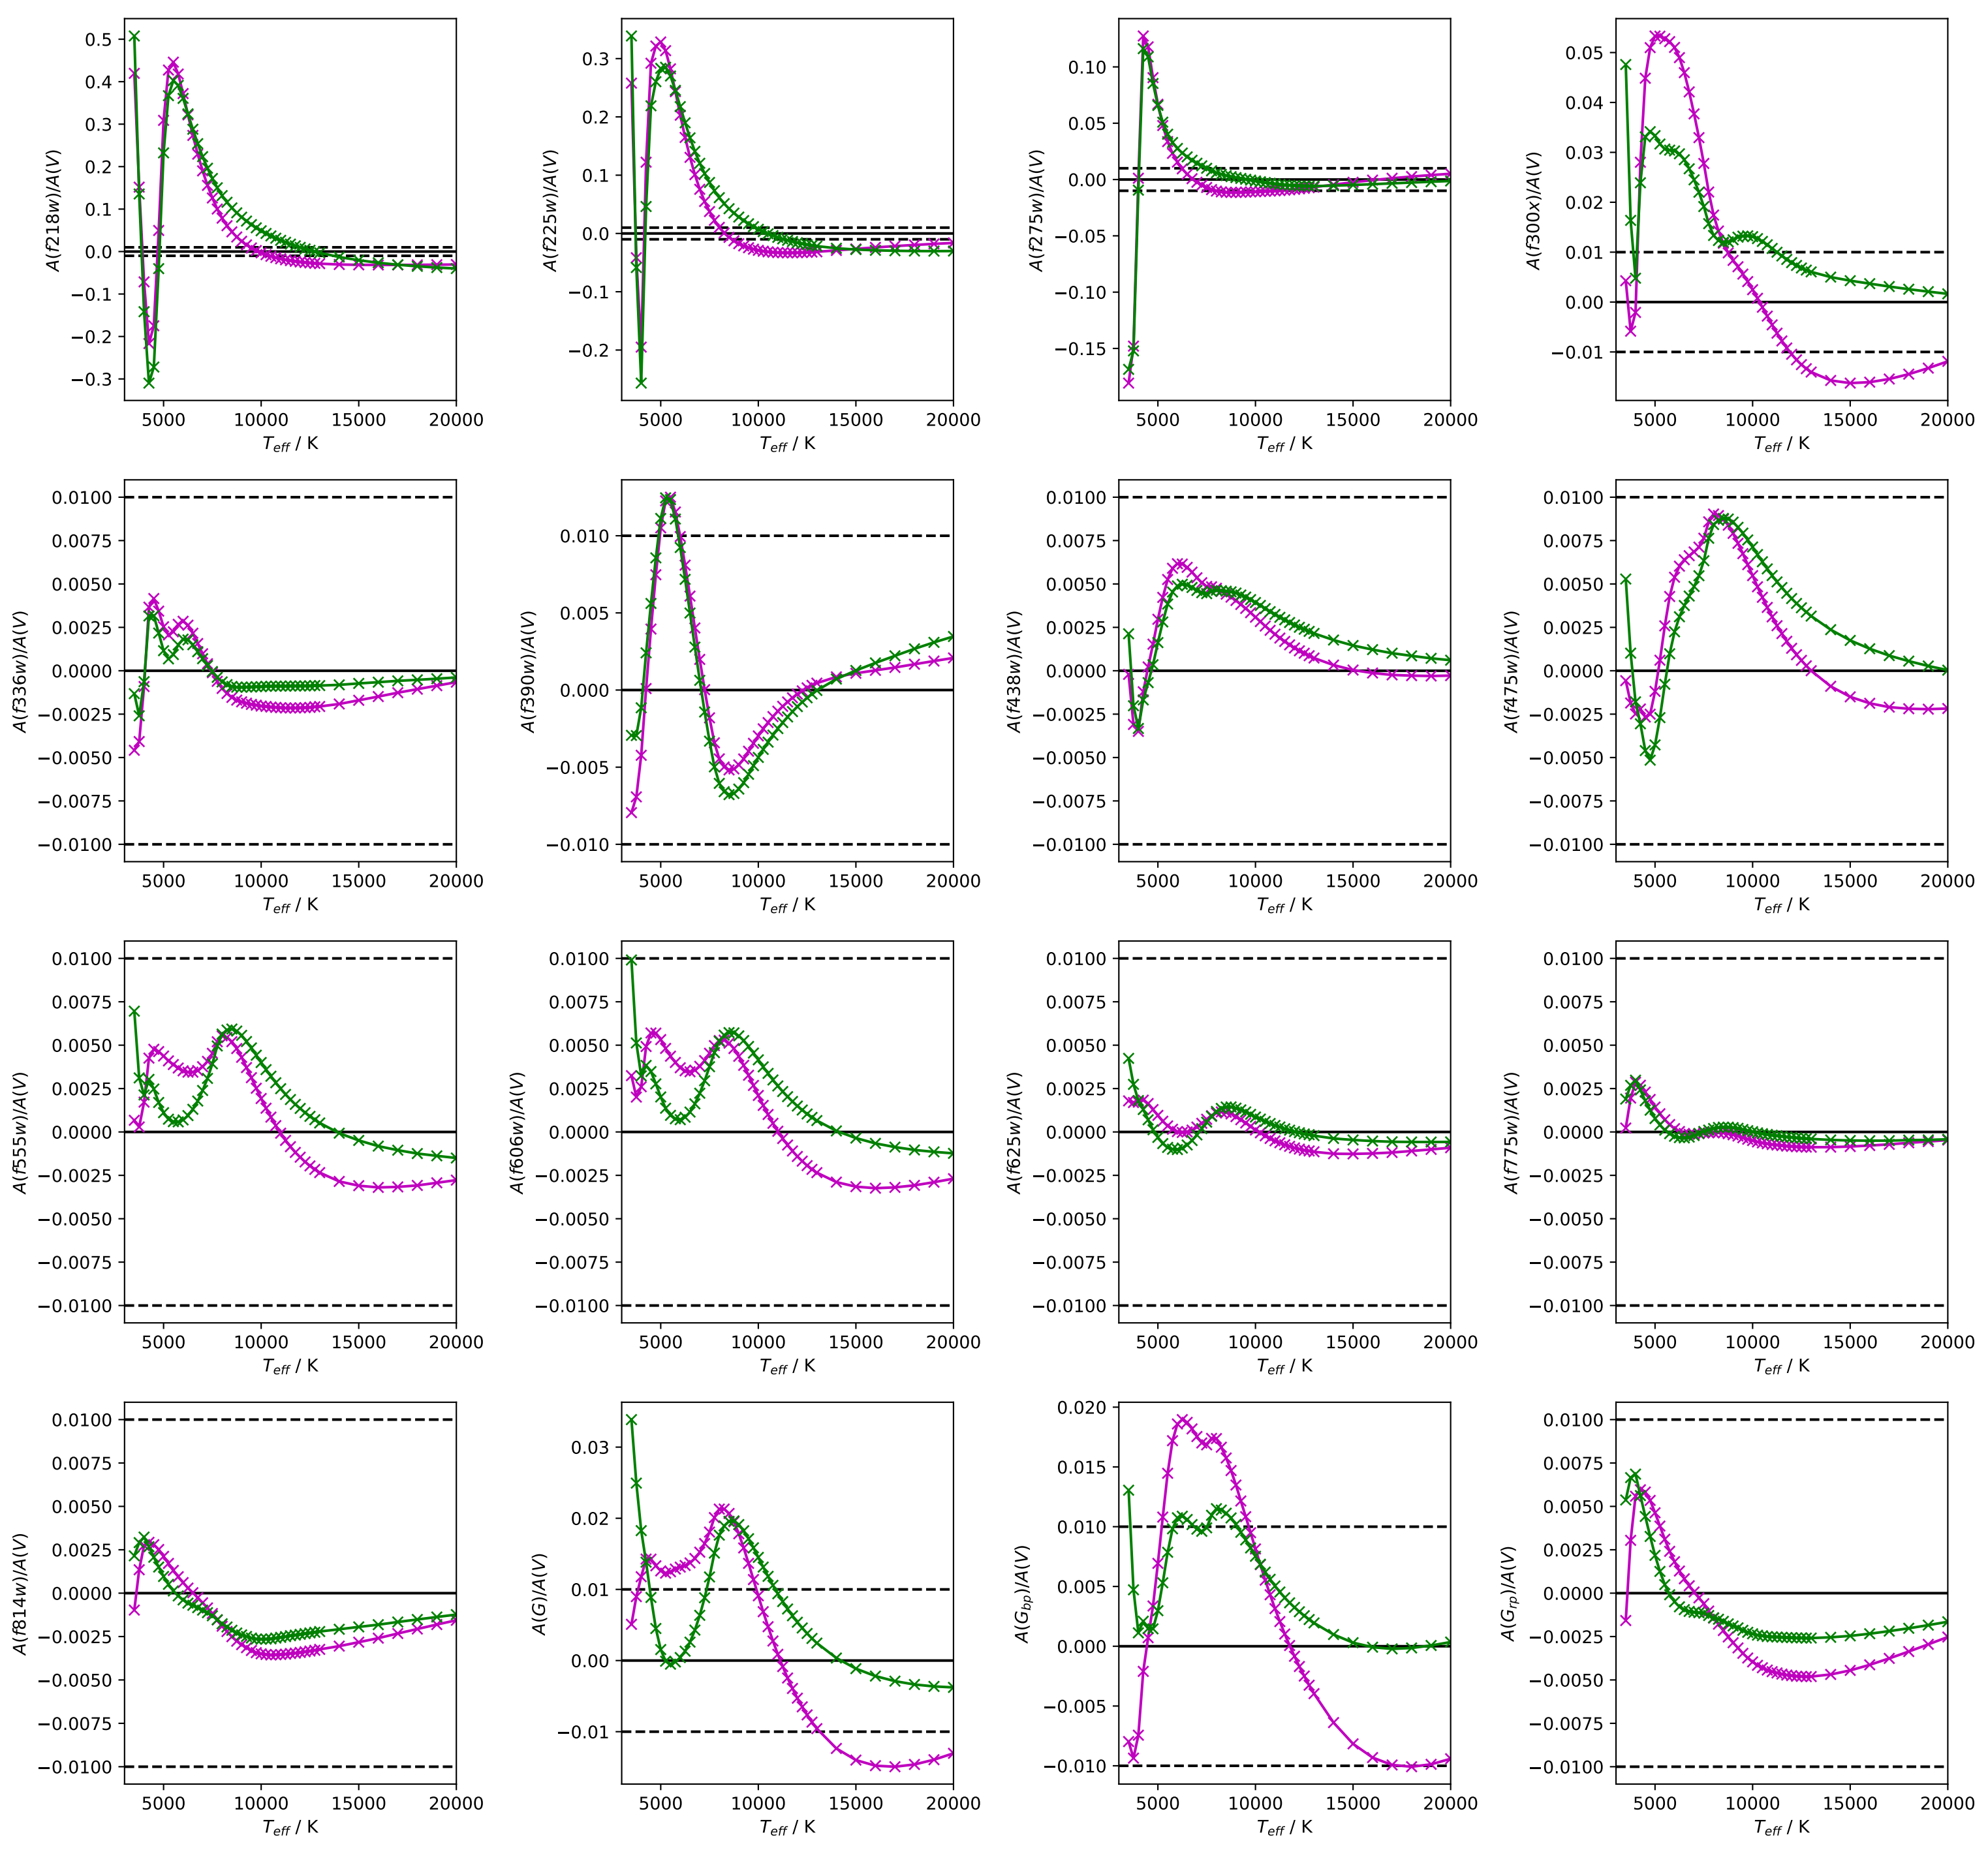 A(f218w)/A(V)
0.5
0.4
0.3
0.2
0.1
0.0
−0.1
−0.2
−0.3
5000 10000 15000 20000
T_eff / K
A(f225w)/A(V)
0.3
0.2
0.1
0.0
−0.1
−0.2
5000 10000 15000 20000
T_eff / K
A(f275w)/A(V)
0.10
0.05
0.00
−0.05
−0.10
−0.15
5000 10000 15000 20000
T_eff / K
A(f300x)/A(V)
0.05
0.04
0.03
0.02
0.01
0.00
−0.01
5000 10000 15000 20000
T_eff / K
A(f336w)/A(V)
0.0100
0.0075
0.0050
0.0025
0.0000
−0.0025
−0.0050
−0.0075
−0.0100
5000 10000 15000 20000
T_eff / K
A(f390w)/A(V)
0.010
0.005
0.000
−0.005
−0.010
5000 10000 15000 20000
T_eff / K
A(f438w)/A(V)
0.0100
0.0075
0.0050
0.0025
0.0000
−0.0025
−0.0050
−0.0075
−0.0100
5000 10000 15000 20000
T_eff / K
A(f475w)/A(V)
0.0100
0.0075
0.0050
0.0025
0.0000
−0.0025
−0.0050
−0.0075
−0.0100
5000 10000 15000 20000
T_eff / K
A(f555w)/A(V)
0.0100
0.0075
0.0050
0.0025
0.0000
−0.0025
−0.0050
−0.0075
−0.0100
5000 10000 15000 20000
T_eff / K
A(f606w)/A(V)
0.0100
0.0075
0.0050
0.0025
0.0000
−0.0025
−0.0050
−0.0075
−0.0100
5000 10000 15000 20000
T_eff / K
A(f625w)/A(V)
0.0100
0.0075
0.0050
0.0025
0.0000
−0.0025
−0.0050
−0.0075
−0.0100
5000 10000 15000 20000
T_eff / K
A(f775w)/A(V)
0.0100
0.0075
0.0050
0.0025
0.0000
−0.0025
−0.0050
−0.0075
−0.0100
5000 10000 15000 20000
T_eff / K
A(f814w)/A(V)
0.0100
0.0075
0.0050
0.0025
0.0000
−0.0025
−0.0050
−0.0075
−0.0100
5000 10000 15000 20000
T_eff / K
A(G)/A(V)
0.03
0.02
0.01
0.00
−0.01
5000 10000 15000 20000
T_eff / K
A(G_bp)/A(V)
0.020
0.015
0.010
0.005
0.000
−0.005
−0.010
5000 10000 15000 20000
T_eff / K
A(G_rp)/A(V)
0.0100
0.0075
0.0050
0.0025
0.0000
−0.0025
−0.0050
−0.0075
−0.0100
5000 10000 15000 20000
T_eff / K